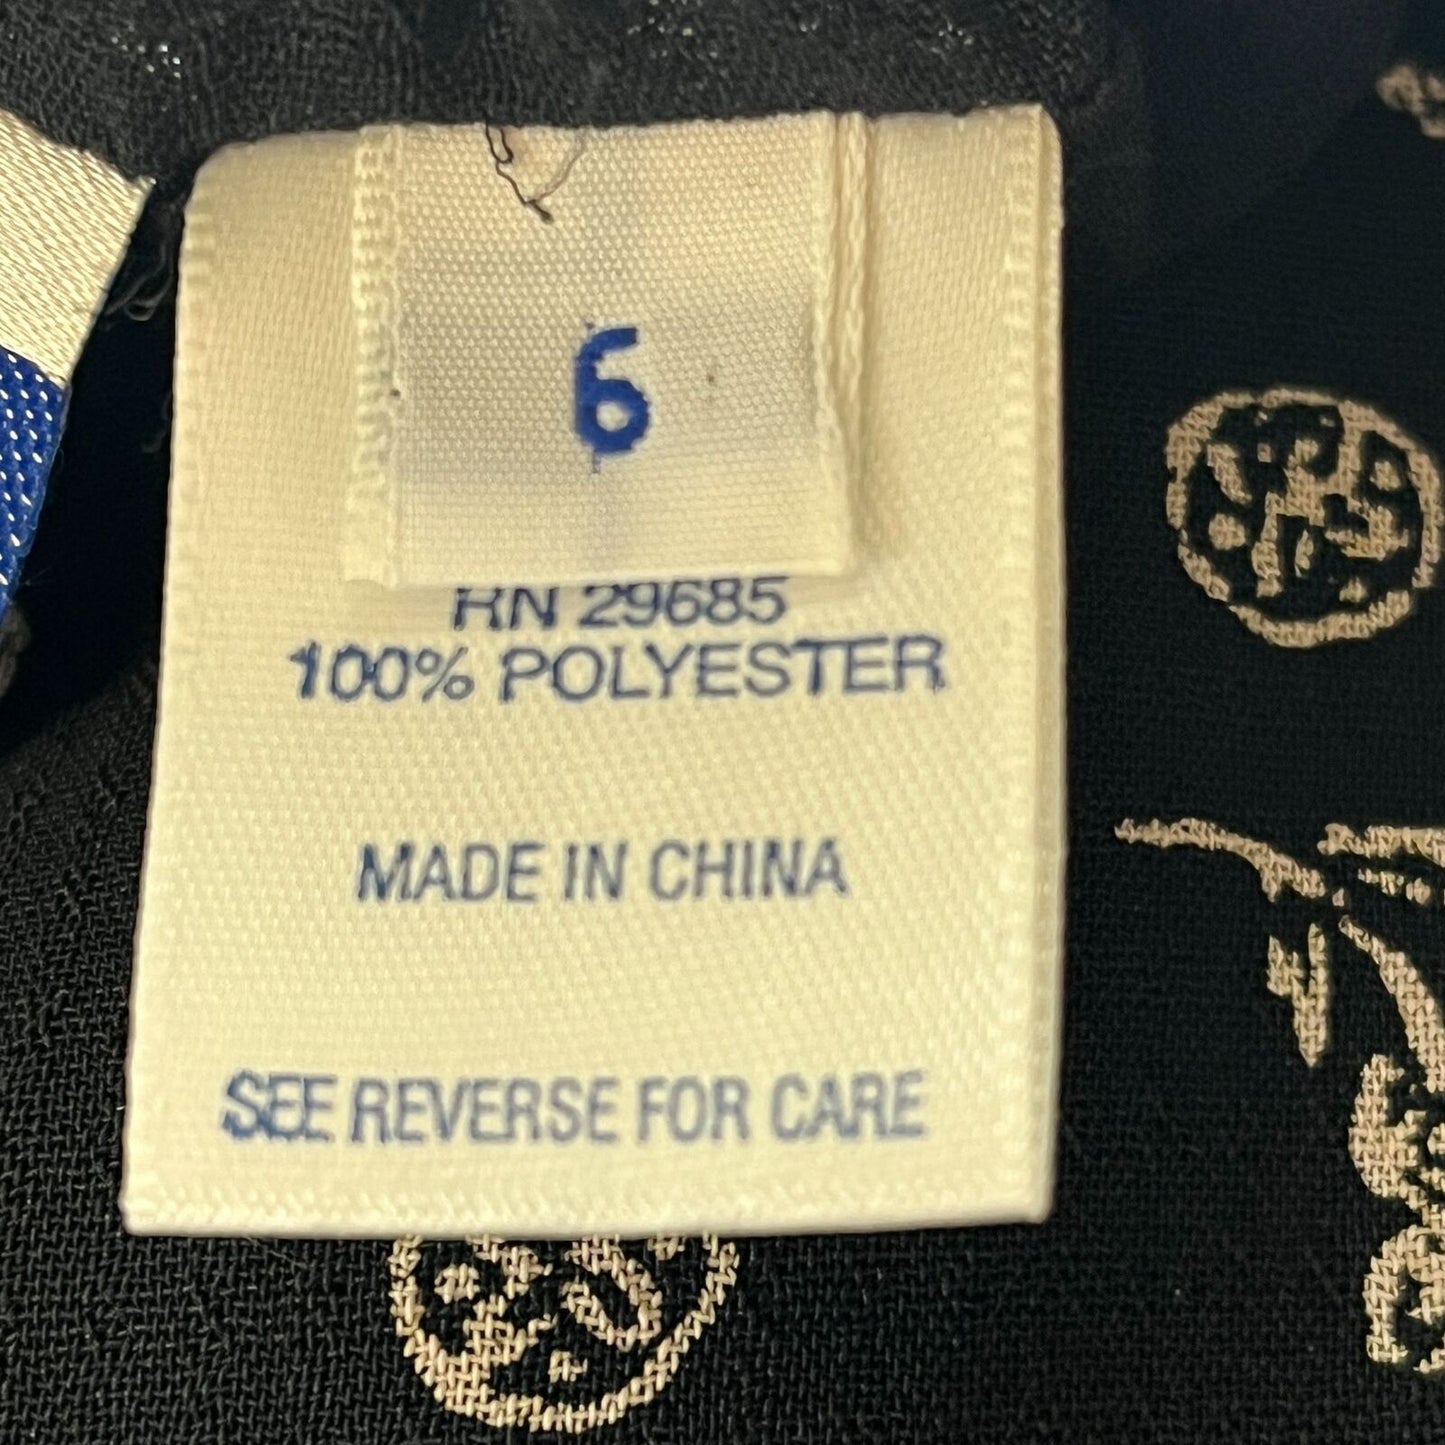 6
RN 29685
100% POLYESTER
MADE IN CHINA
SEE REVERSE FOR CARE